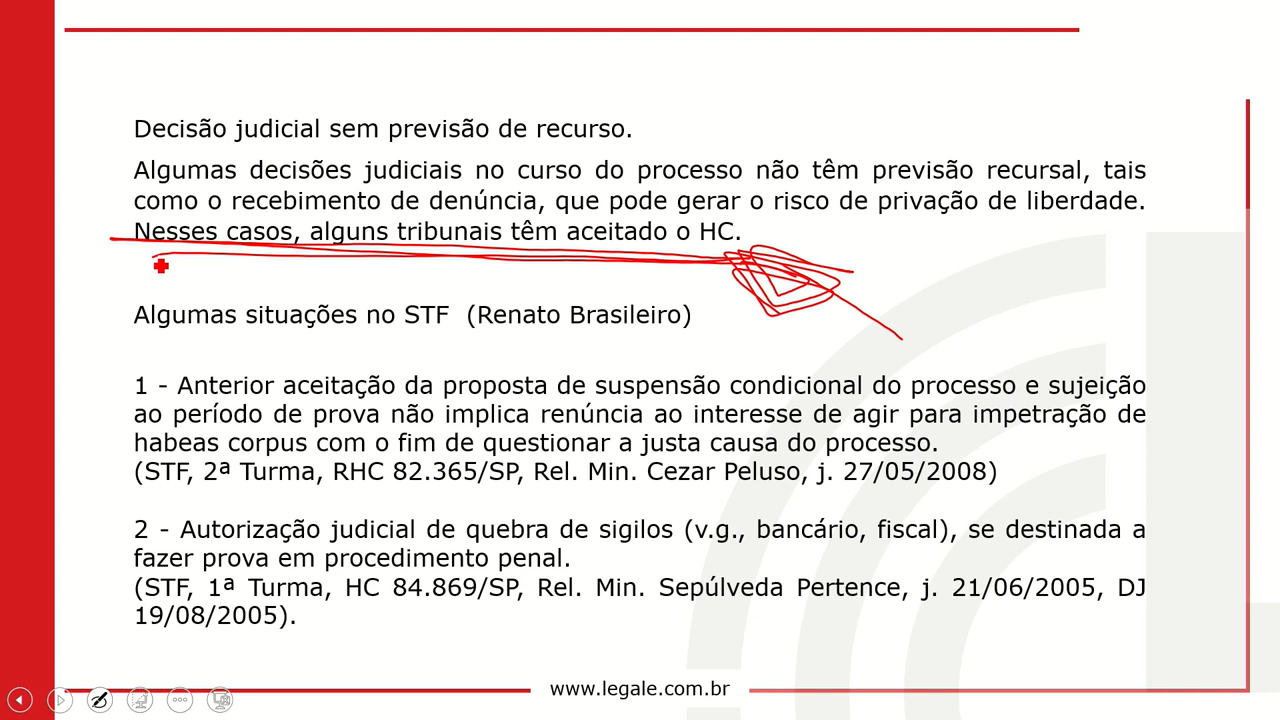 Decisão judicial sem previsão de recurso.
Algumas decisões judiciais no curso do processo não têm previsão recursal, tais
como o recebimento de denúncia, que pode gerar o risco de privação de liberdade.
Nesses casos, alguns tribunais têm aceitado o HC.
Algumas situações no STF (Renato Brasileiro)
1 - Anterior aceitação da proposta de suspensão condicional do processo e sujeição
ao período de prova não implica renúncia ao interesse de agir para impetração de
habeas corpus com o fim de questionar a justa causa do processo.
(STF, 2ª Turma, RHC 82.365/SP, Rel. Min. Cezar Peluso, j. 27/05/2008)
2 - Autorização judicial de quebra de sigilos (v.g., bancário, fiscal), se destinada a
fazer prova em procedimento penal.
(STF, 1ª Turma, HC 84.869/SP, Rel. Min. Sepúlveda Pertence, j. 21/06/2005, DJ
19/08/2005).
www.legale.com.br